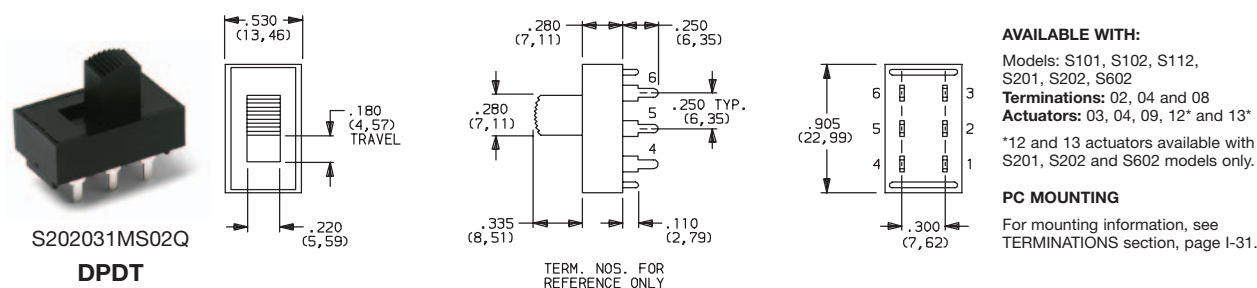 S202031MS02Q
DPDT
.530
(13,46)
.180
(4,57)
TRAVEL
.220
(5,59)
.280
(7,11)
.250
(6,35)
.280
(7,11)
6
5
4
.250 TYP.
(6,35)
.335
(8,51)
.110
(2,79)
TERM. NOS. FOR
REFERENCE ONLY
.905
(22,99)
6 3
5 2
4 1
.300
(7,62)
AVAILABLE WITH:
Models: S101, S102, S112,
S201, S202, S602
Terminations: 02, 04 and 08
Actuators: 03, 04, 09, 12* and 13*
*12 and 13 actuators available with
S201, S202 and S602 models only.
PC MOUNTING
For mounting information, see
TERMINATIONS section, page I-31.